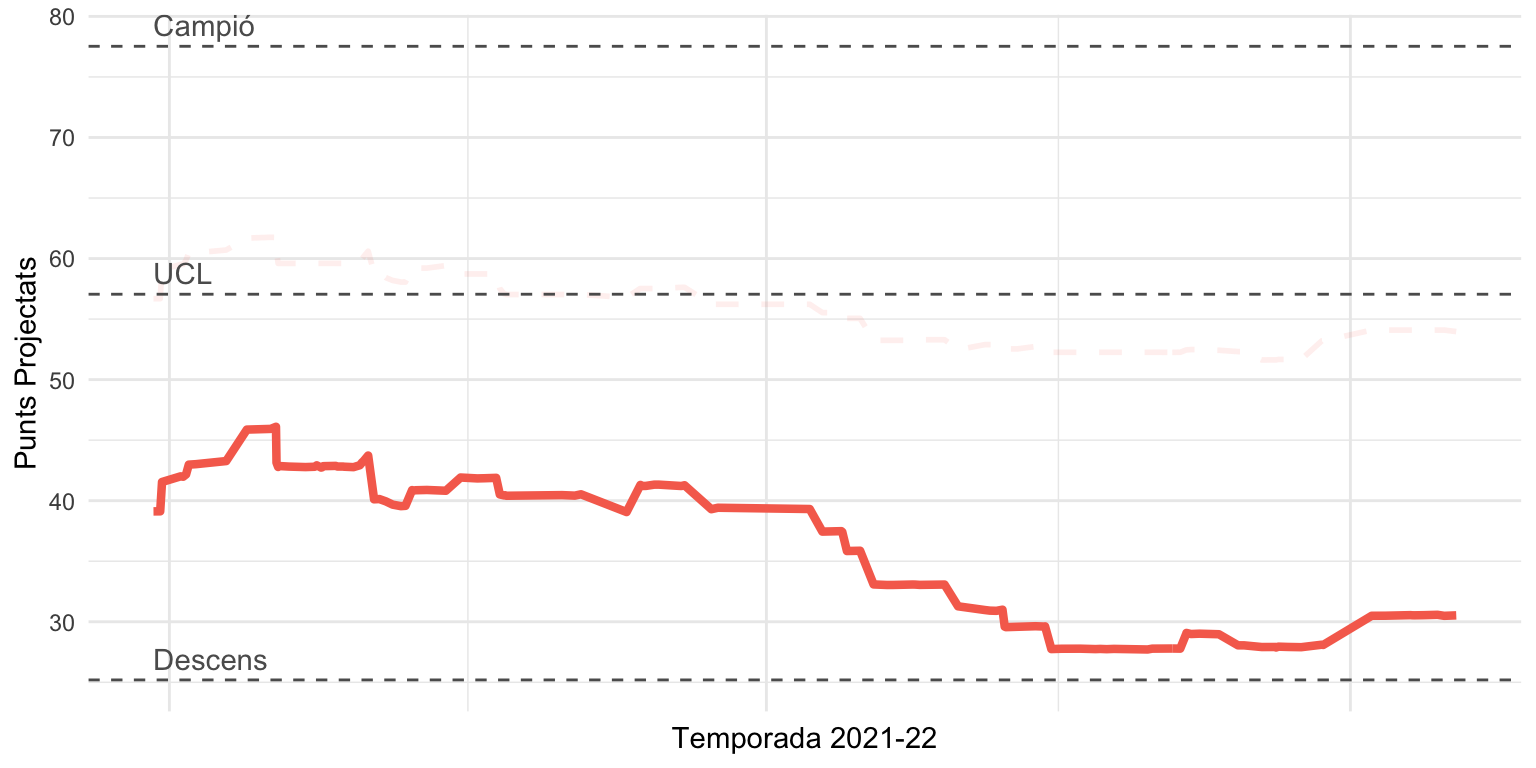 80
Campió
70
60
UCL
50
40
30
Descens
Punts Projectats
Temporada 2021-22